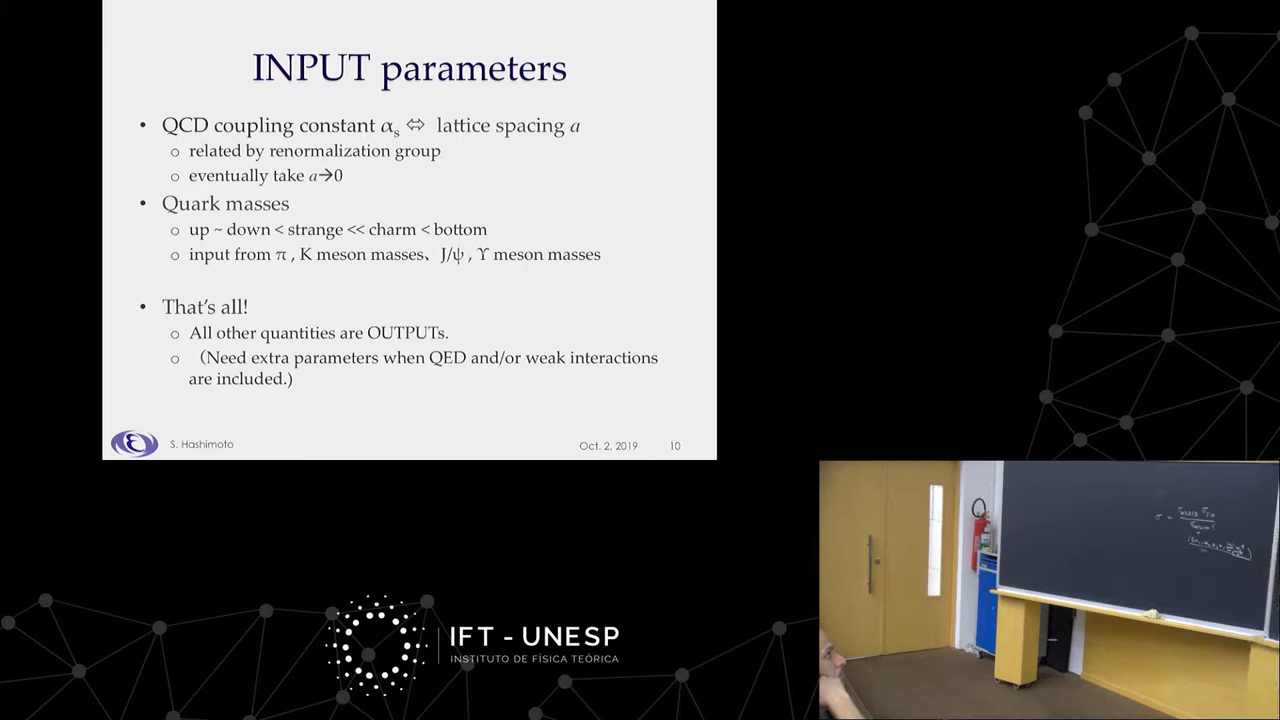 INPUT parameters
• QCD coupling constant αs ⇔ lattice spacing a
o related by renormalization group
o eventually take a→0
• Quark masses
o up ~ down < strange << charm < bottom
o input from π , K meson masses、J/ψ , ϒ meson masses
• That's all!
o All other quantities are OUTPUTs.
o （Need extra parameters when QED and/or weak interactions
are included.)
S. Hashimoto
Oct. 2, 2019
10
IFT - UNESP
INSTITUTO DE FÍSICA TEÓRICA